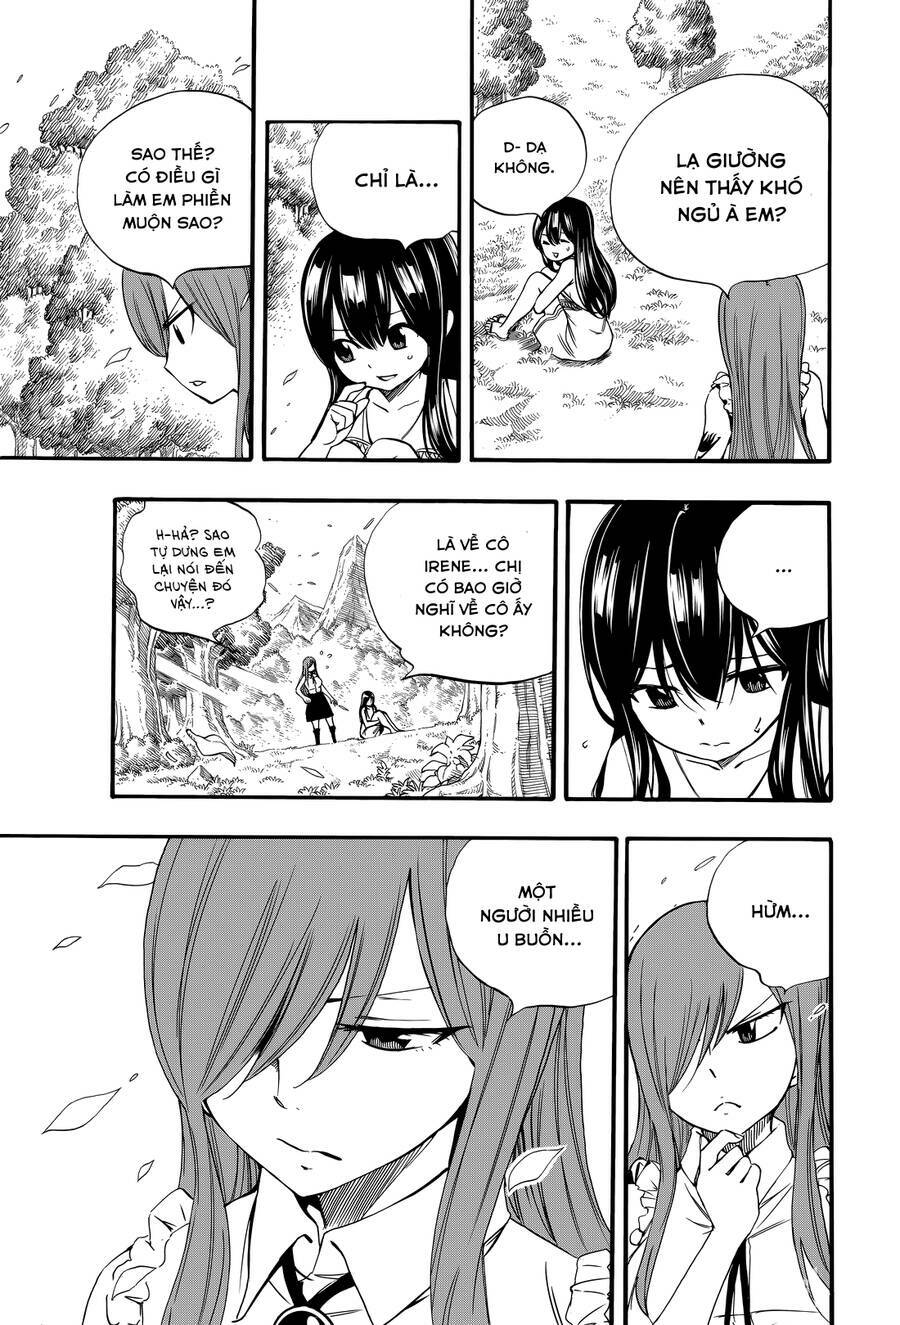 LẠ GIƯỜNG
NÊN THẤY KHÓ
NGỦ À EM?
D- DẠ
KHÔNG.
CHỈ LÀ...
SAO THẾ?
CÓ ĐIỀU GÌ
LÀM EM PHIỀN
MUỘN SAO?
...
LÀ VỀ CÔ
IRENE... CHỊ
CÓ BAO GIỜ
NGHĨ VỀ CÔ ẤY
KHÔNG?
H-HẢ? SAO
TỰ DƯNG EM
LẠI NÓI ĐẾN
CHUYỆN ĐÓ
VẬY...?
HỪM...
MỘT
NGƯỜI NHIỀU
U BUỒN...